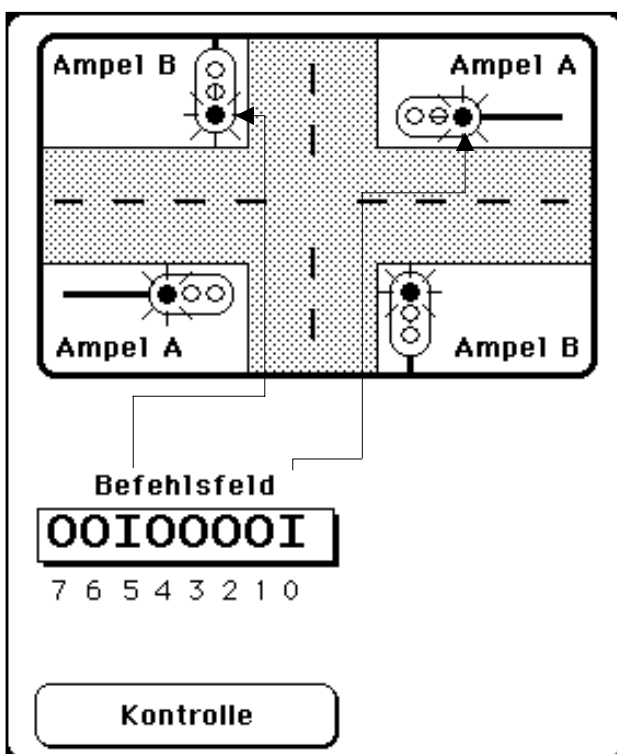 Ampel B
Ampel A
Ampel A
Ampel B
Befehlsfeld
OOIOOOOI
7 6 5 4 3 2 1 0
Kontrolle